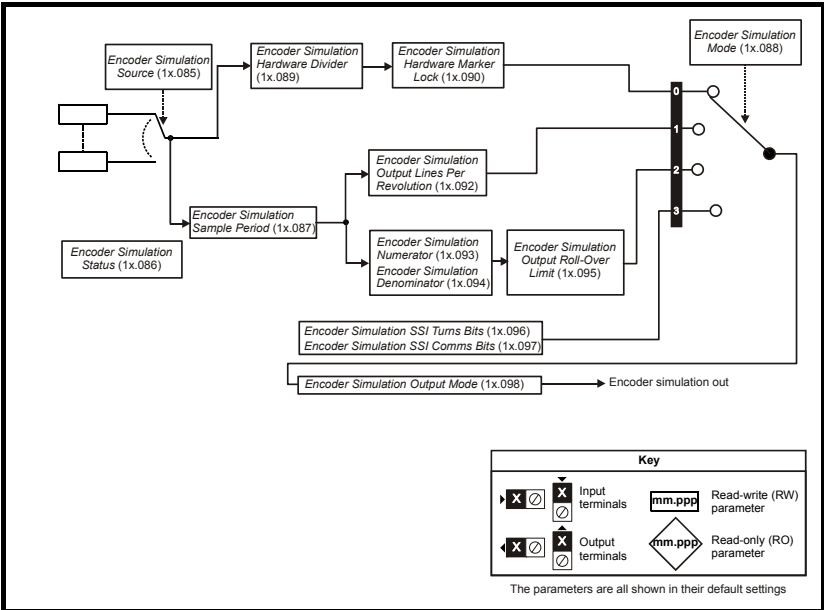 Encoder Simulation
Mode (1x.088)
Encoder Simulation
Source (1x.085)
Encoder Simulation
Hardware Divider
(1x.089)
Encoder Simulation
Hardware Marker
Lock (1x.090)
0
1
2
3
Encoder Simulation
Output Lines Per
Revolution (1x.092)
Encoder Simulation
Sample Period (1x.087)
Encoder Simulation
Status (1x.086)
Encoder Simulation
Numerator (1x.093)
Encoder Simulation
Denominator (1x.094)
Encoder Simulation
Output Roll-Over
Limit (1x.095)
Encoder Simulation SSI Turns Bits (1x.096)
Encoder Simulation SSI Comms Bits (1x.097)
Encoder Simulation Output Mode (1x.098)
Encoder simulation out
Key
X
X
Input
terminals
mm.ppp
Read-write (RW)
parameter
X
X
Output
terminals
mm.ppp
Read-only (RO)
parameter
The parameters are all shown in their default settings